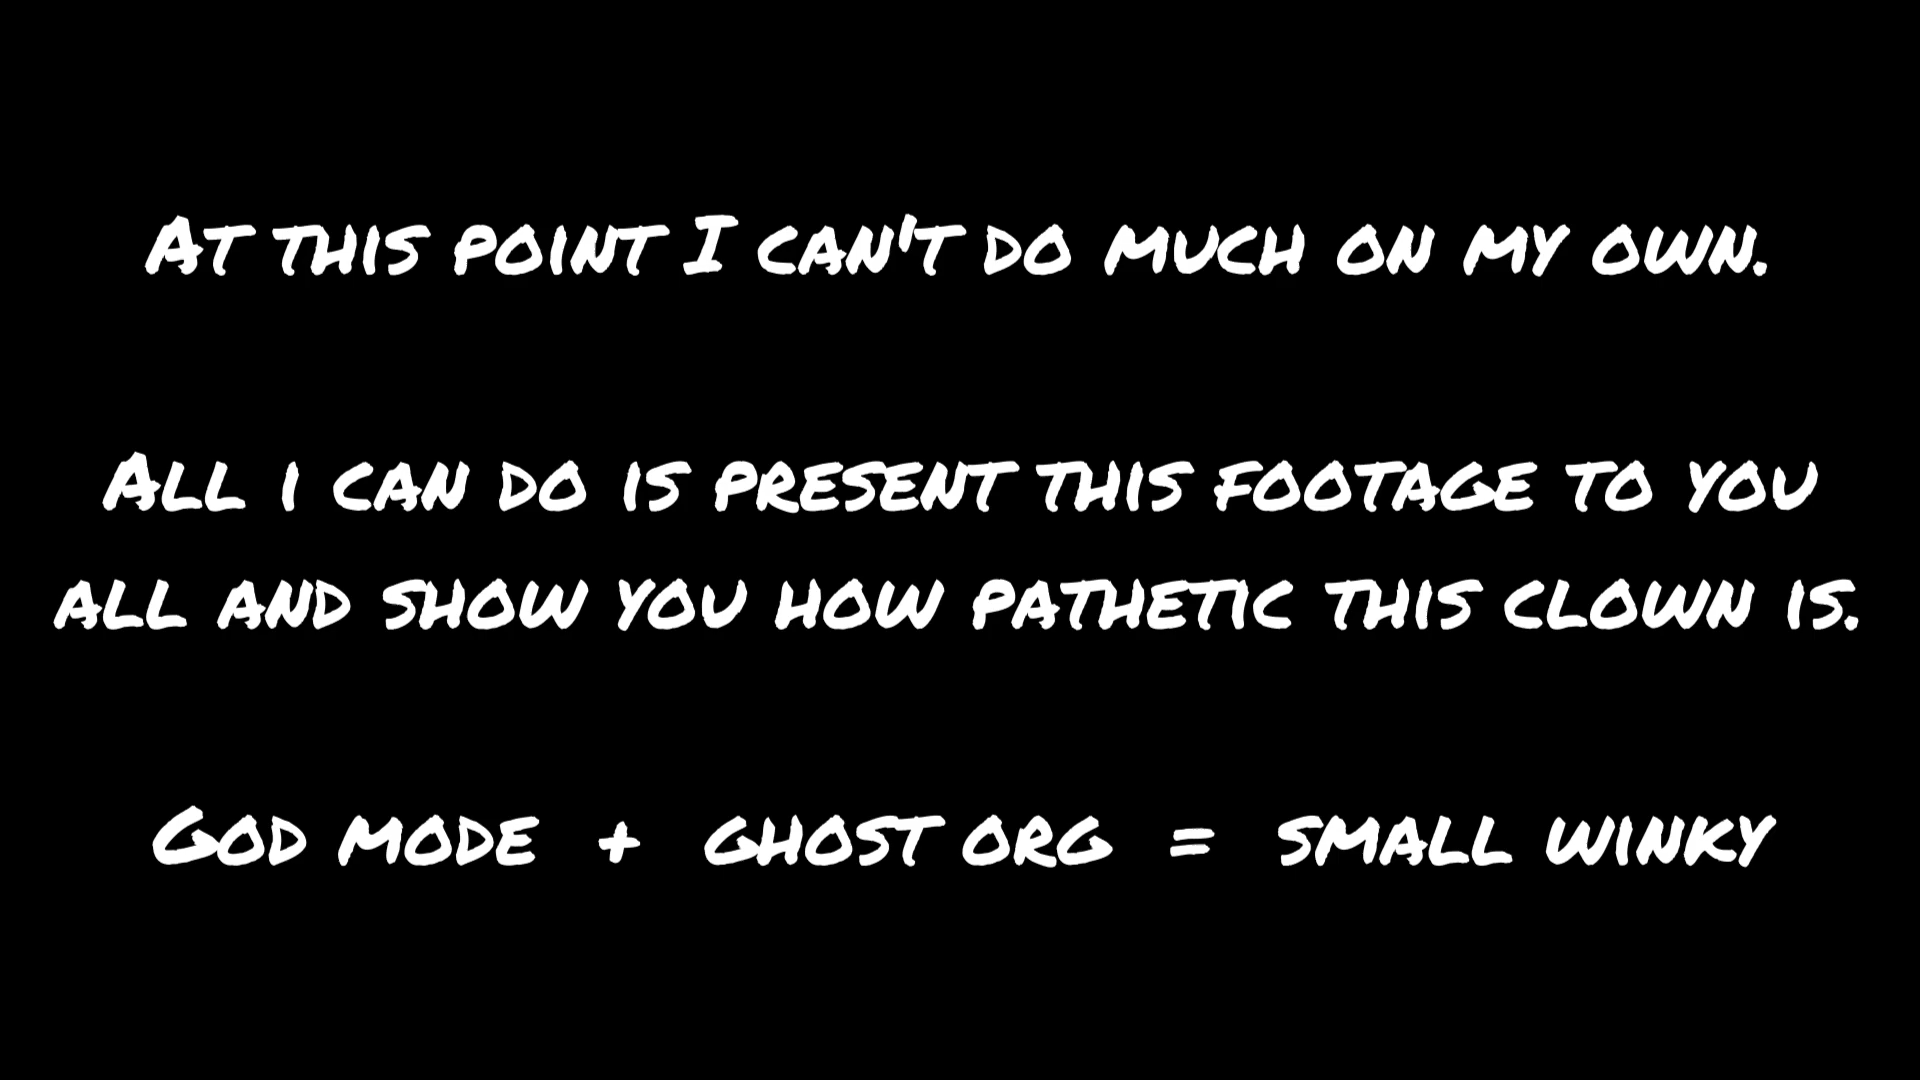 At this point I can't do much on my own.
All i can do is present this footage to you
all and show you how pathetic this clown is.
God mode + ghost org = small winky